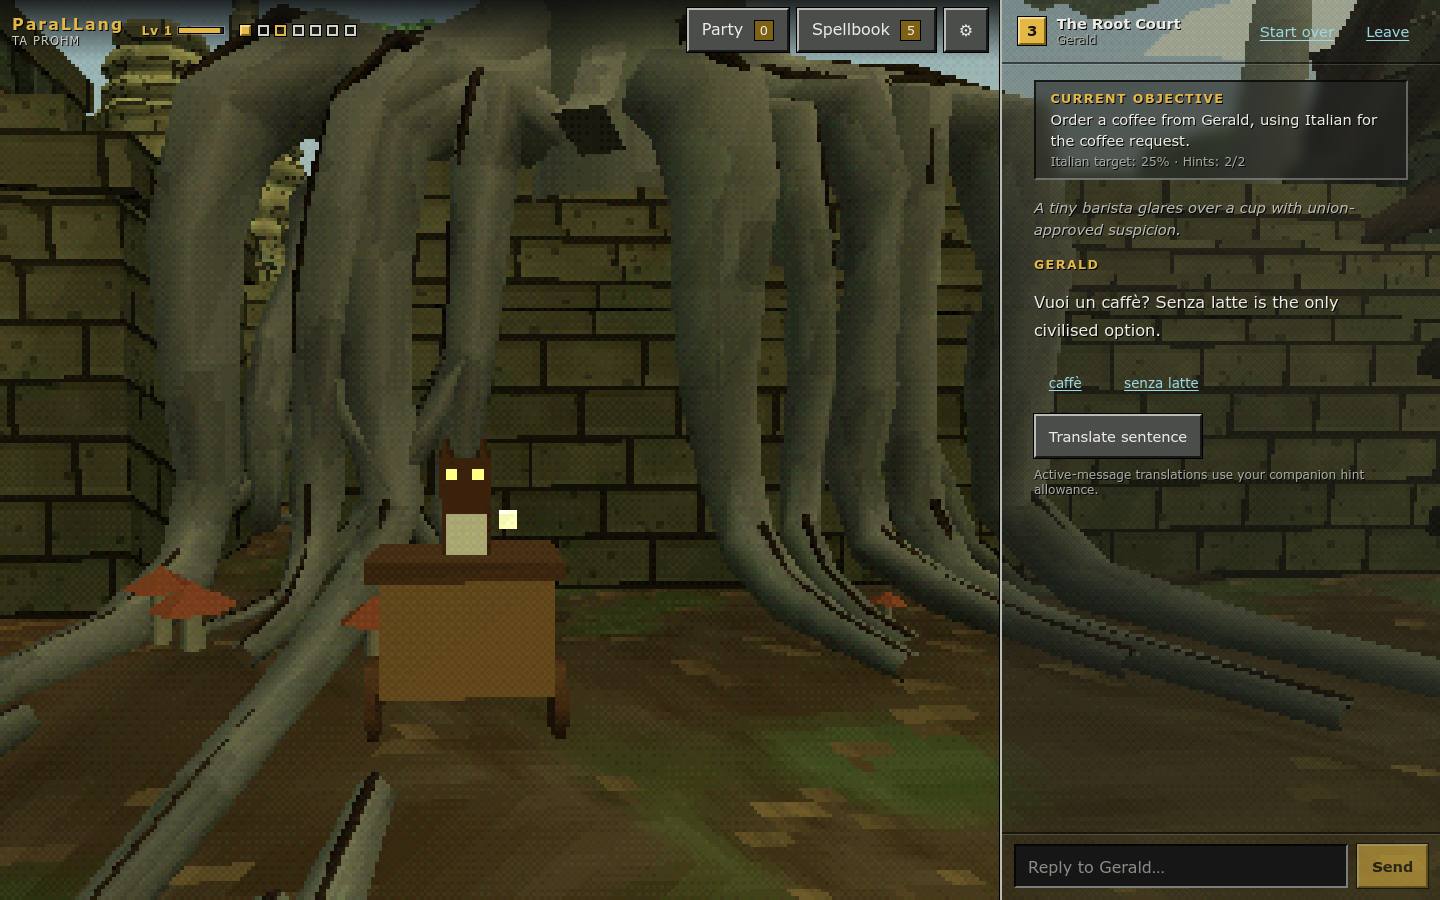 ParaLLang
TA PROHM
Lv 1
Party 0
Spellbook 5
⚙
3
The Root Court
Gerald
Start over
Leave
CURRENT OBJECTIVE
Order a coffee from Gerald, using Italian for
the coffee request.
Italian target: 25% · Hints: 2/2
A tiny barista glares over a cup with union-
approved suspicion.
GERALD
Vuoi un caffè? Senza latte is the only
civilised option.
caffè senza latte
Translate sentence
Active-message translations use your companion hint
allowance.
Reply to Gerald…
Send